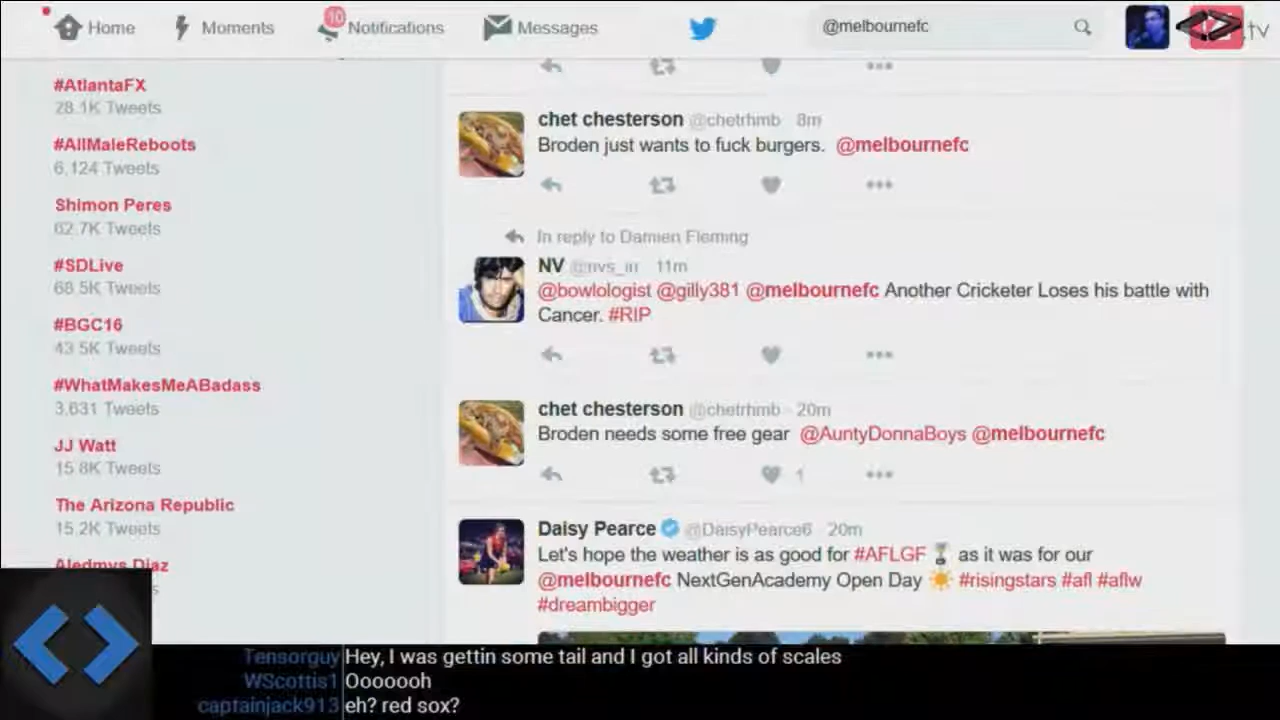 Home
Moments
10
Notifications
Messages
@melbournefc
.tv
#AtlantaFX
28.1K Tweets
#AllMaleReboots
6,124 Tweets
Shimon Peres
62.7K Tweets
#SDLive
68.5K Tweets
#BGC16
43.5K Tweets
#WhatMakesMeABadass
3,631 Tweets
JJ Watt
15.8K Tweets
The Arizona Republic
15.2K Tweets
Aledmys Diaz
chet chesterson @chetrhmb · 8m
Broden just wants to fuck burgers. @melbournefc
In reply to Damien Fleming
NV @nvs_in · 11m
@bowlologist @gilly381 @melbournefc Another Cricketer Loses his battle with
Cancer. #RIP
chet chesterson @chetrhmb · 20m
Broden needs some free gear @AuntyDonnaBoys @melbournefc
1
Daisy Pearce @DaisyPearce6 · 20m
Let's hope the weather is as good for #AFLGF as it was for our
@melbournefc NextGenAcademy Open Day #risingstars #afl #aflw
#dreambigger
Tensorguy Hey, I was gettin some tail and I got all kinds of scales
WScottis1 Ooooooh
captainjack913 eh? red sox?